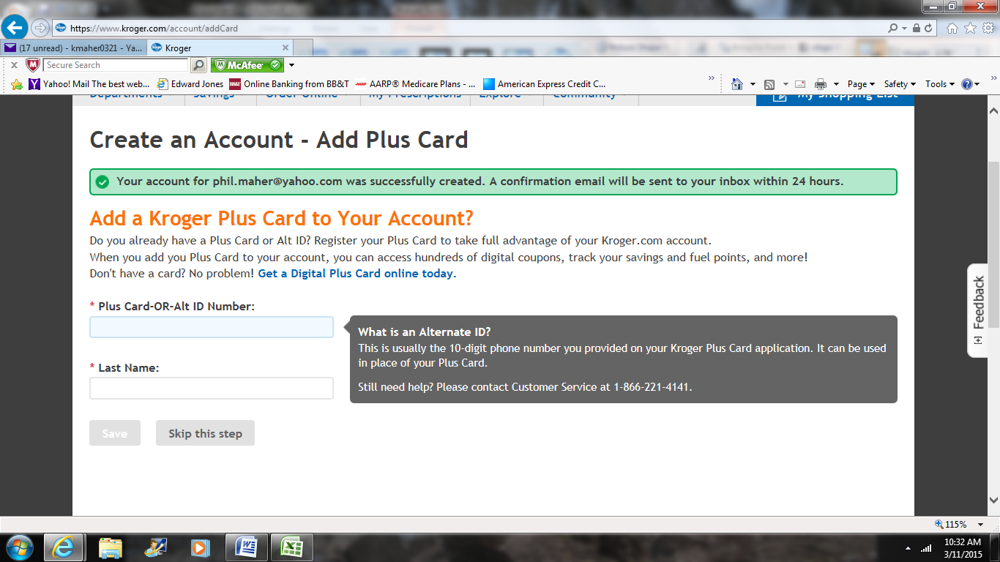 https://www.kroger.com/account/addCard
(17 unread) - kmaher0321 - Ya...
Kroger
Secure Search
McAfee
Yahoo! Mail The best web...
Edward Jones
Online Banking from BB&T
AARP® Medicare Plans - ...
American Express Credit C...
Page
Safety
Tools
Departments
Savings
Order Online
My Prescriptions
Explore
Community
My Shopping List
Create an Account - Add Plus Card
Your account for phil.maher@yahoo.com was successfully created. A confirmation email will be sent to your inbox within 24 hours.
Add a Kroger Plus Card to Your Account?
Do you already have a Plus Card or Alt ID? Register your Plus Card to take full advantage of your Kroger.com account.
When you add you Plus Card to your account, you can access hundreds of digital coupons, track your savings and fuel points, and more!
Don't have a card? No problem! Get a Digital Plus Card online today.
* Plus Card-OR-Alt ID Number:
What is an Alternate ID?
This is usually the 10-digit phone number you provided on your Kroger Plus Card application. It can be used
in place of your Plus Card.
Still need help? Please contact Customer Service at 1-866-221-4141.
* Last Name:
Save
Skip this step
Feedback
115%
10:32 AM
3/11/2015